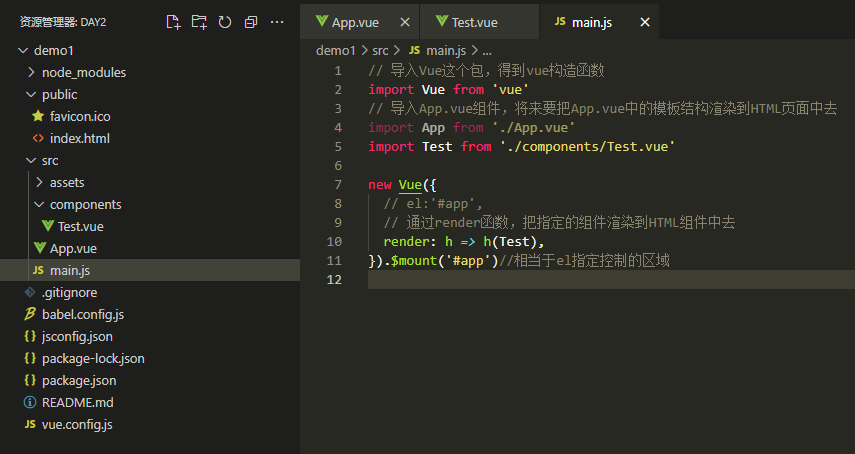 资源管理器: DAY2
demo1
node_modules
public
favicon.ico
index.html
src
assets
components
Test.vue
App.vue
JS main.js
.gitignore
babel.config.js
{ } jsconfig.json
{ } package-lock.json
{ } package.json
README.md
JS vue.config.js
App.vue Test.vue JS main.js
demo1 > src > JS main.js > ...
1 // 导入Vue这个包，得到vue构造函数
2 import Vue from 'vue'
3 // 导入App.vue组件，将来要把App.vue中的模板结构渲染到HTML页面中去
4 import App from './App.vue'
5 import Test from './components/Test.vue'
6
7 new Vue({
8 // el:'#app',
9 // 通过render函数，把指定的组件渲染到HTML组件中去
10 render: h => h(Test),
11 }).$mount('#app')//相当于el指定控制的区域
12